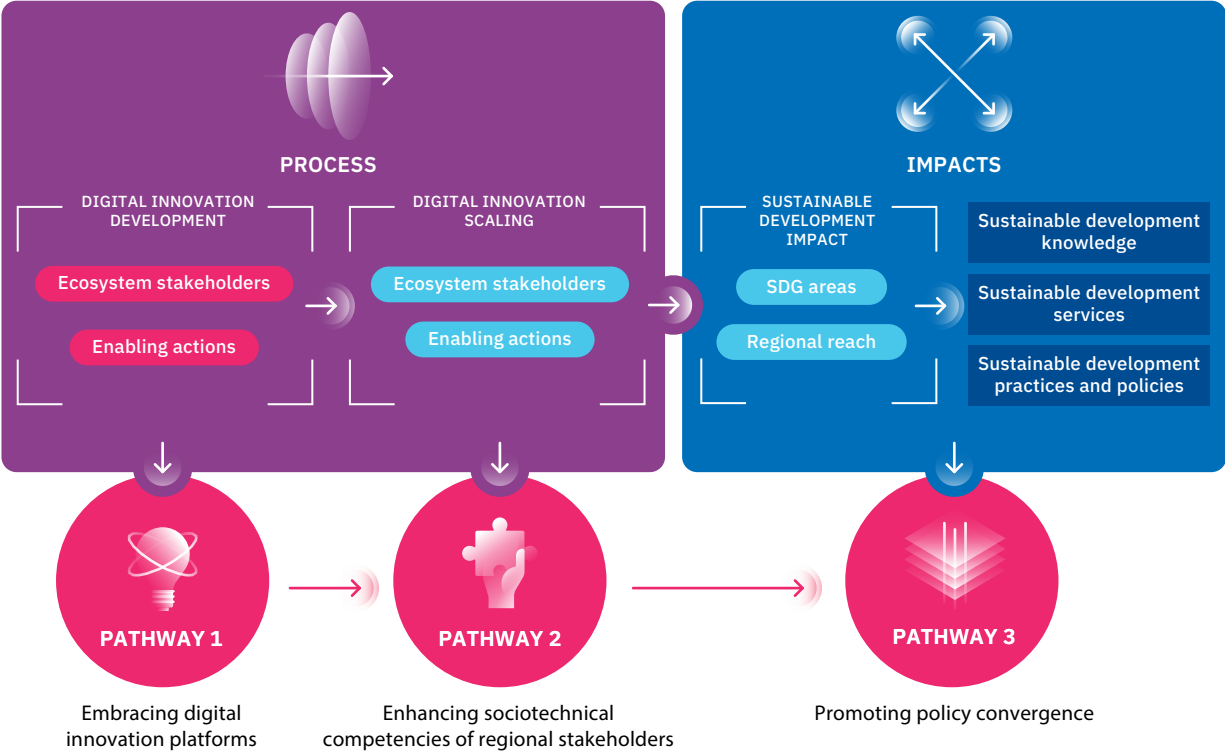 PROCESS
DIGITAL INNOVATION
DEVELOPMENT
Ecosystem stakeholders
Enabling actions
DIGITAL INNOVATION
SCALING
Ecosystem stakeholders
Enabling actions
IMPACTS
SUSTAINABLE
DEVELOPMENT
IMPACT
SDG areas
Regional reach
Sustainable development
knowledge
Sustainable development
services
Sustainable development
practices and policies
PATHWAY 1
Embracing digital
innovation platforms
PATHWAY 2
Enhancing sociotechnical
competencies of regional stakeholders
PATHWAY 3
Promoting policy convergence